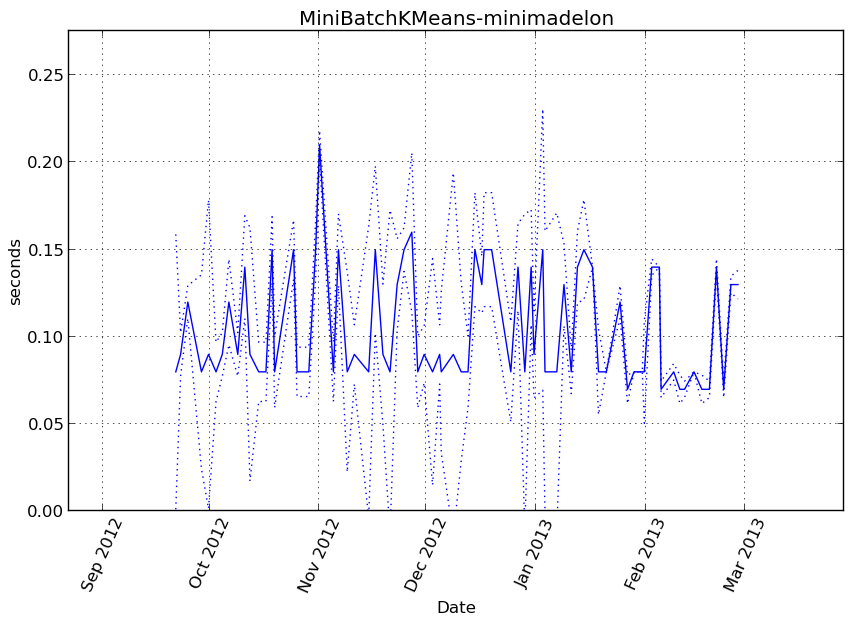 MiniBatchKMeans-minimadelon
seconds
0.25
0.20
0.15
0.10
0.05
0.00
Sep 2012
Oct 2012
Nov 2012
Dec 2012
Jan 2013
Feb 2013
Mar 2013
Date